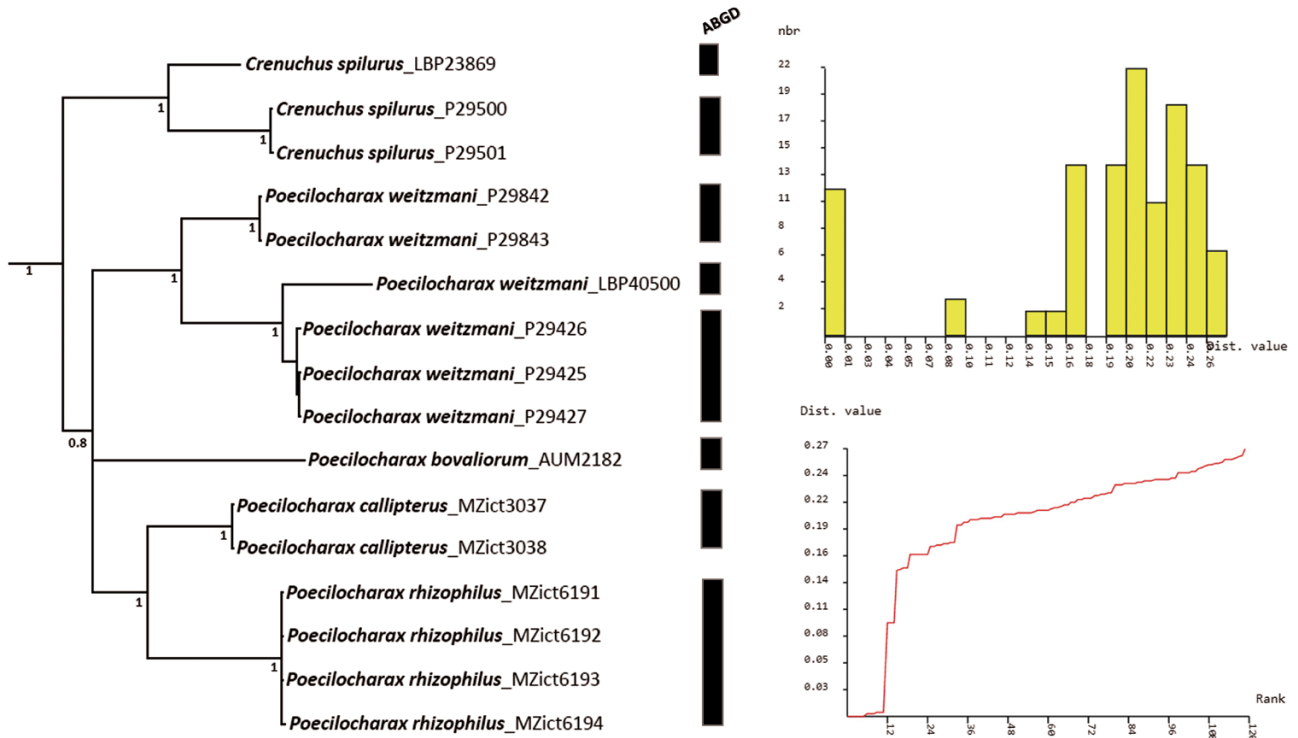 ABGD
Crenuchus spilurus_LBP23869
1
Crenuchus spilurus_P29500
1
Crenuchus spilurus_P29501
Poecilocharax weitzmani_P29842
1
Poecilocharax weitzmani_P29843
1
1
Poecilocharax weitzmani_LBP40500
Poecilocharax weitzmani_P29426
1
Poecilocharax weitzmani_P29425
Poecilocharax weitzmani_P29427
0.8
Poecilocharax bovaliorum_AUM2182
Poecilocharax callipterus_MZict3037
1
Poecilocharax callipterus_MZict3038
1
Poecilocharax rhizophilus_MZict6191
Poecilocharax rhizophilus_MZict6192
1
Poecilocharax rhizophilus_MZict6193
Poecilocharax rhizophilus_MZict6194
nbr
22
19
17
15
13
11
8
6
4
2
0.00 0.01 0.03 0.04 0.05 0.07 0.08 0.10 0.11 0.12 0.14 0.15 0.16 0.18 0.19 0.20 0.22 0.23 0.24 0.26
Dist. value
Dist. value
0.27
0.24
0.22
0.19
0.16
0.14
0.11
0.08
0.05
0.03
Rank
12 24 36 48 60 72 84 96